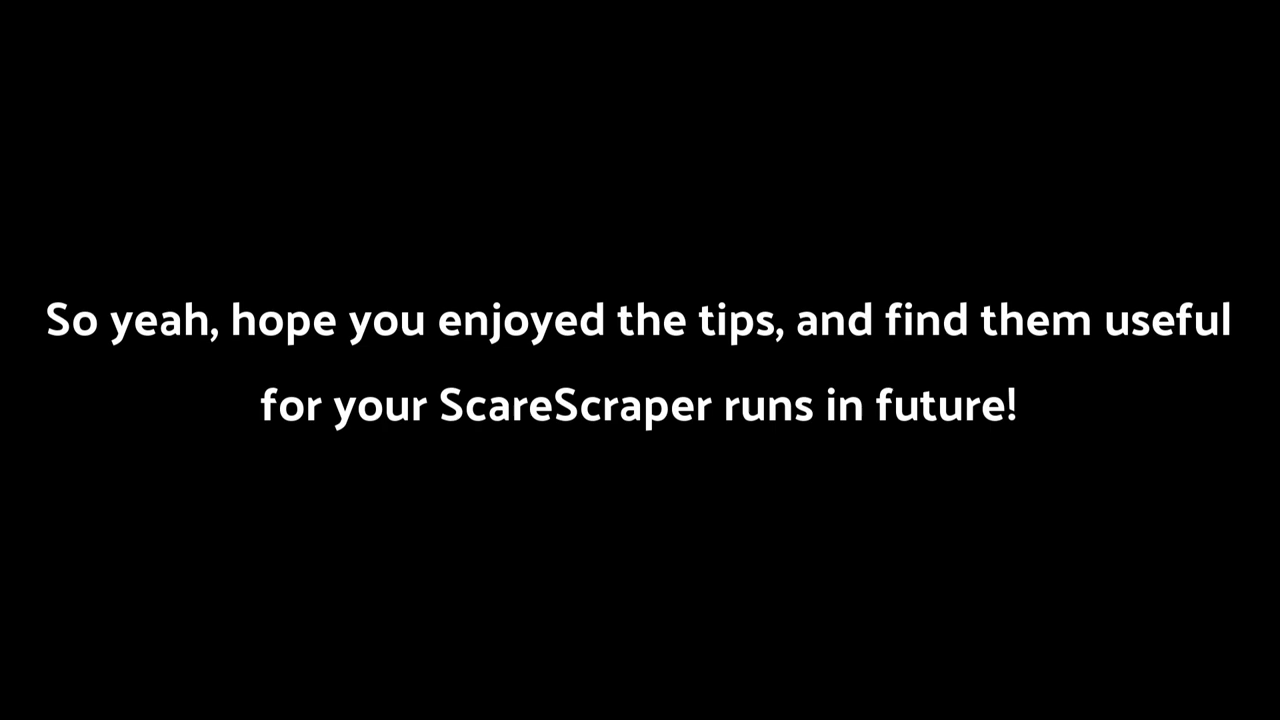 So yeah, hope you enjoyed the tips, and find them useful
for your ScareScraper runs in future!